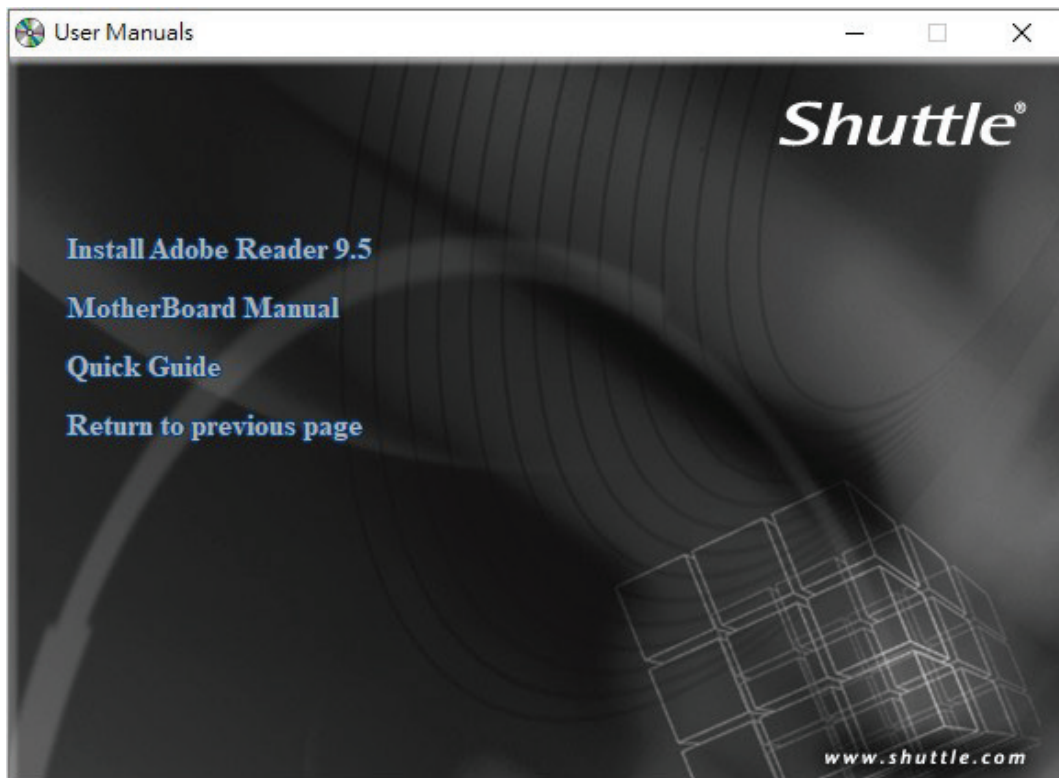 User Manuals
Shuttle®
Install Adobe Reader 9.5
MotherBoard Manual
Quick Guide
Return to previous page
www.shuttle.com